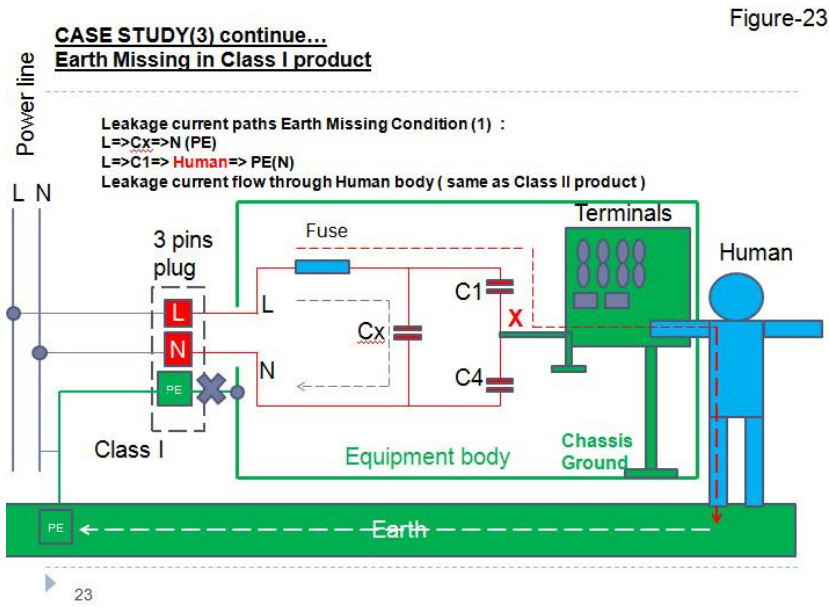 Figure-23
CASE STUDY(3) continue…
Earth Missing in Class I product
Power line
Leakage current paths Earth Missing Condition (1) :
L=>Cx=>N (PE)
L=>C1=> Human=> PE(N)
Leakage current flow through Human body ( same as Class II product )
L N
3 pins
plug
Fuse
Terminals
Human
L
L
C1
X
Cx
N
N
C4
PE
Class I
Equipment body
Chassis
Ground
PE
Earth
23